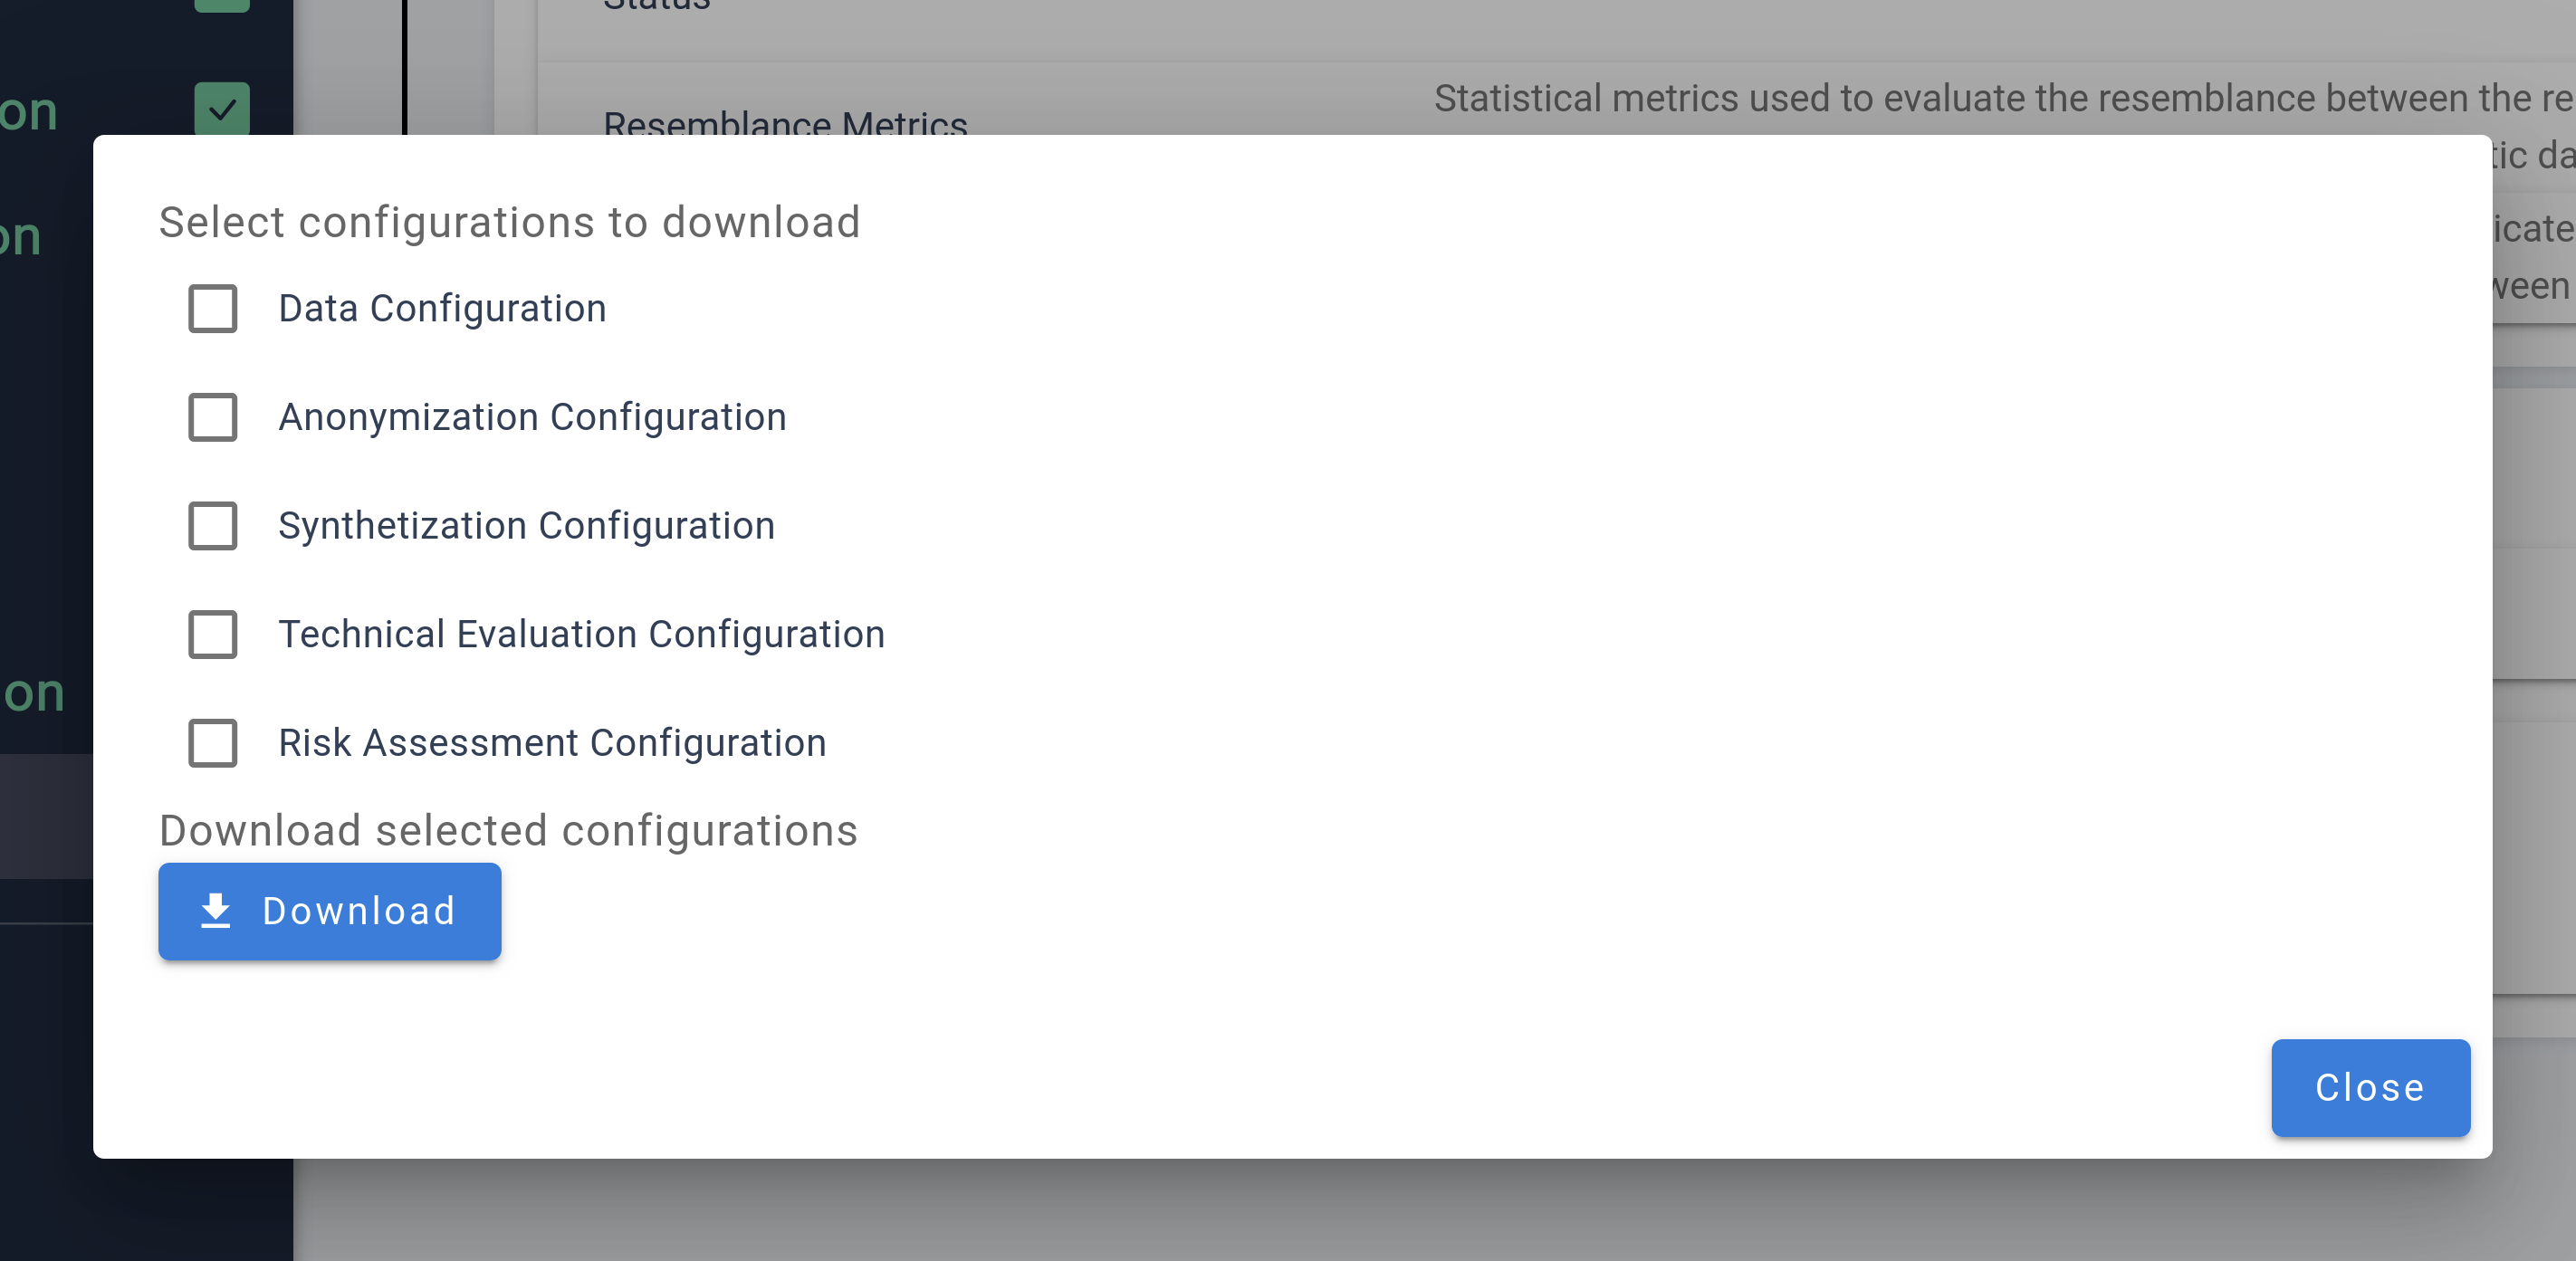 Status
on
Statistical metrics used to evaluate the resemblance between the re
Resemblance Metrics
tic da
Select configurations to download
icate
on
ween
Data Configuration
Anonymization Configuration
Synthetization Configuration
Technical Evaluation Configuration
on
Risk Assessment Configuration
Download selected configurations
Download
Close